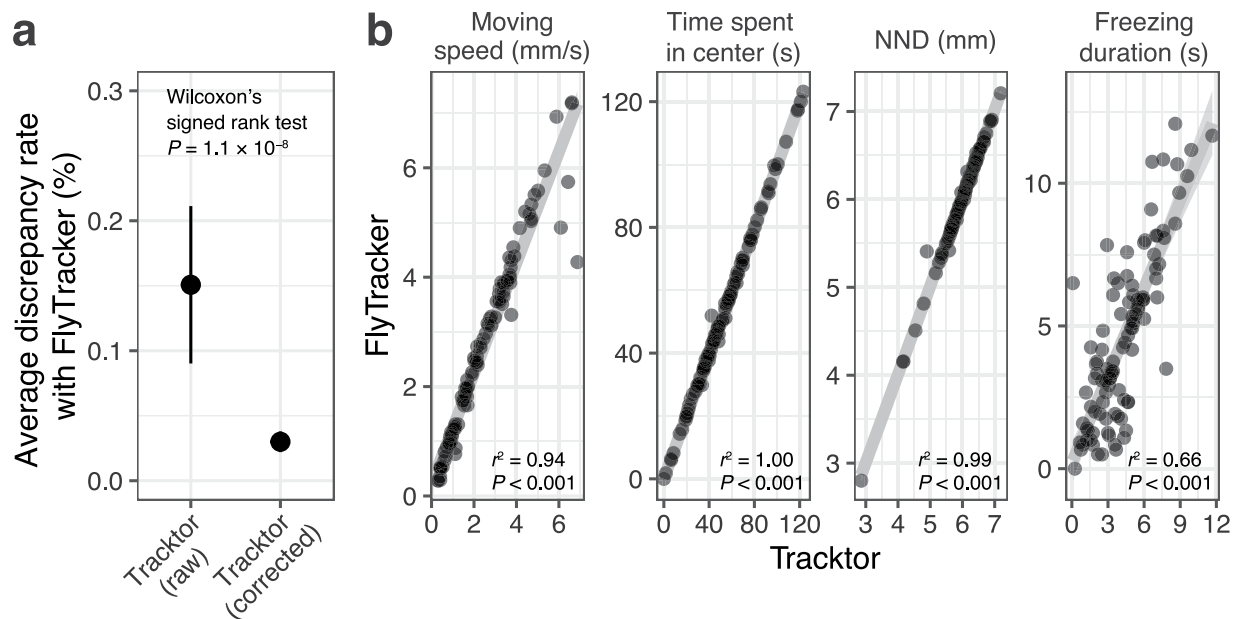 a
Average discrepancy rate
with FlyTracker (%)
0.3
0.2
0.1
0.0
Wilcoxon's
signed rank test
P = 1.1 × 10⁻⁸
Tracktor
(raw)
Tracktor
(corrected)
b
FlyTracker
Moving
speed (mm/s)
6
4
2
0
r² = 0.94
P < 0.001
0 2 4 6
Time spent
in center (s)
120
80
40
0
r² = 1.00
P < 0.001
0 40 80 120
NND (mm)
7
6
5
4
3
r² = 0.99
P < 0.001
3 4 5 6 7
Freezing
duration (s)
10
5
0
r² = 0.66
P < 0.001
0 3 6 9 12
Tracktor